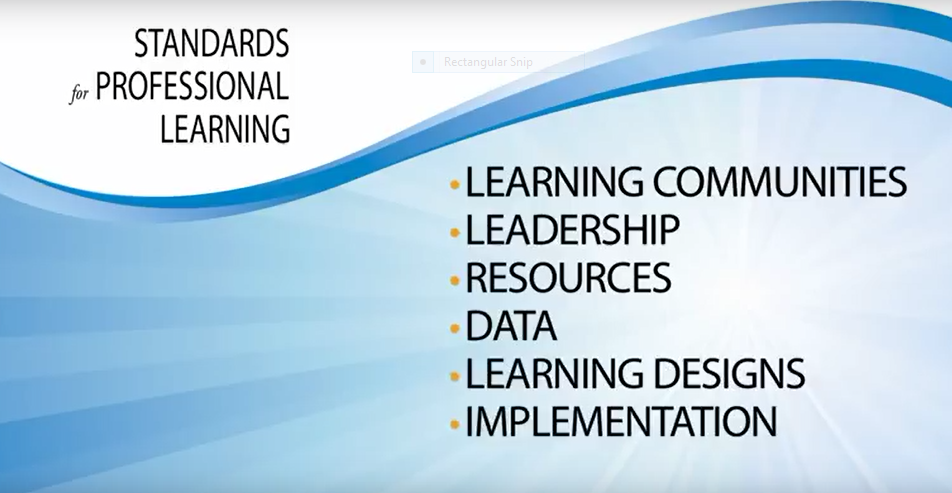 STANDARDS
for PROFESSIONAL
LEARNING
Rectangular Snip
• LEARNING COMMUNITIES
• LEADERSHIP
• RESOURCES
• DATA
• LEARNING DESIGNS
• IMPLEMENTATION